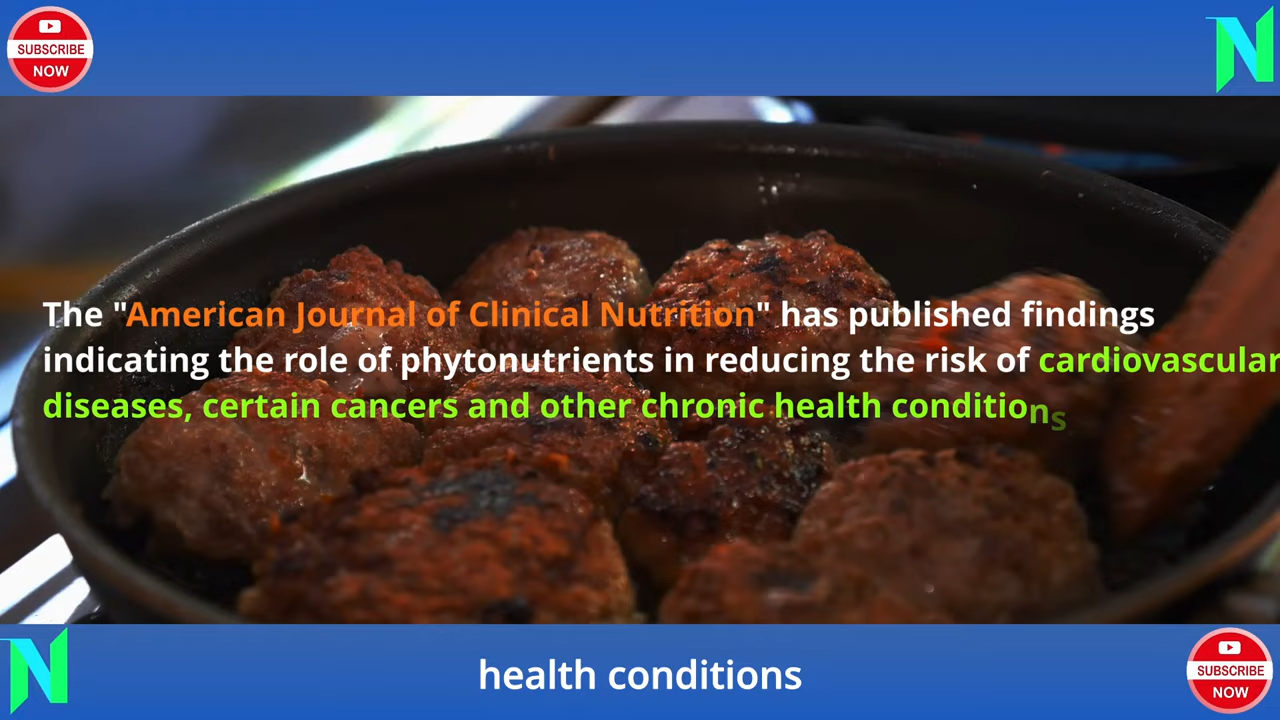 SUBSCRIBE
NOW
N
The "American Journal of Clinical Nutrition" has published findings
indicating the role of phytonutrients in reducing the risk of cardiovascular
diseases, certain cancers and other chronic health conditions
N
health conditions
SUBSCRIBE
NOW